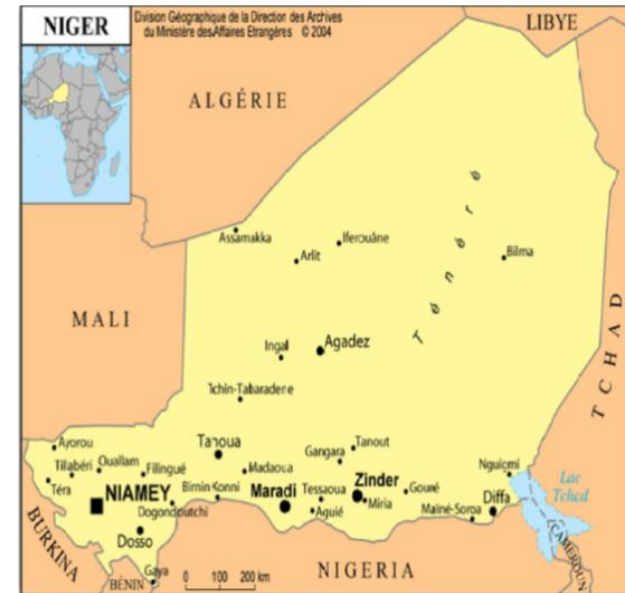 NIGER
Division Géographique de la Direction des Archives
du Ministère des Affaires Etrangères © 2004
LIBYE
ALGÉRIE
Assamakka
Iferouâne
Arlit
Bilma
Ténéré
MALI
TCHAD
Ingal
Agadez
Tchin-Tabaradene
Ayorou
Tahoua
Tanout
Gangara
Tillabéri
Ouallam
Filingué
Madaoua
Nguigmi
Lac
Tchad
Téra
NIAMEY
Birnin Konni
Maradi
Tessaoua
Zinder
Gouré
Miria
Diffa
Dogondoutchi
Aguié
Mainé-Soroa
BURKINA
Dosso
CAMEROUN
BÉNIN
Gaya
NIGERIA
0 100 200 km